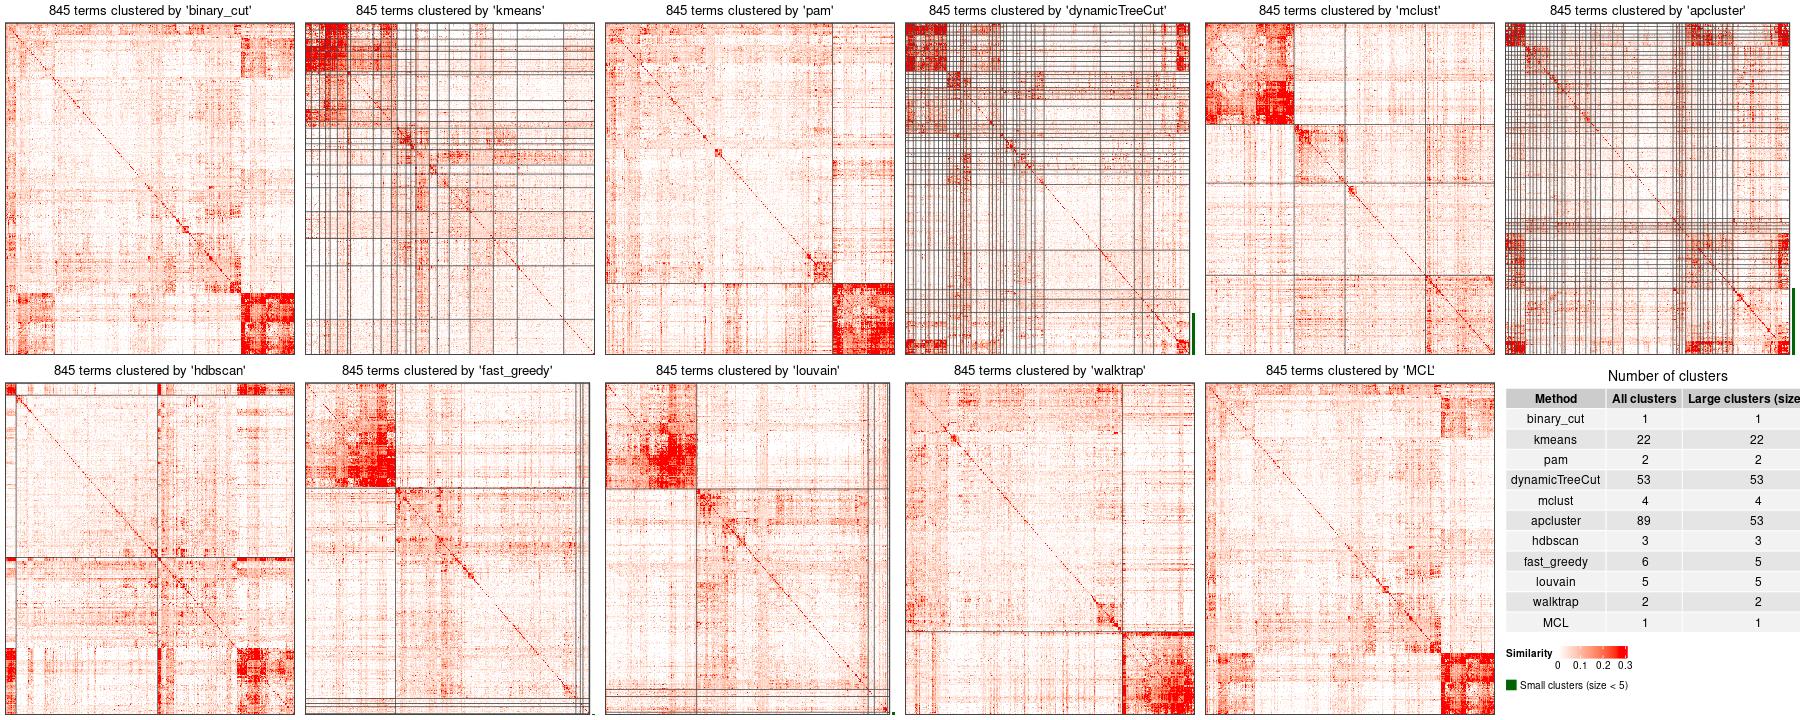 845 terms clustered by 'binary_cut'
845 terms clustered by 'kmeans'
845 terms clustered by 'pam'
845 terms clustered by 'dynamicTreeCut'
845 terms clustered by 'mclust'
845 terms clustered by 'apcluster'
845 terms clustered by 'hdbscan'
845 terms clustered by 'fast_greedy'
845 terms clustered by 'louvain'
845 terms clustered by 'walktrap'
845 terms clustered by 'MCL'
Number of clusters
Method All clusters Large clusters (size
binary_cut 1 1
kmeans 22 22
pam 2 2
dynamicTreeCut 53 53
mclust 4 4
apcluster 89 53
hdbscan 3 3
fast_greedy 6 5
louvain 5 5
walktrap 2 2
MCL 1 1
Similarity
0 0.1 0.2 0.3
Small clusters (size < 5)